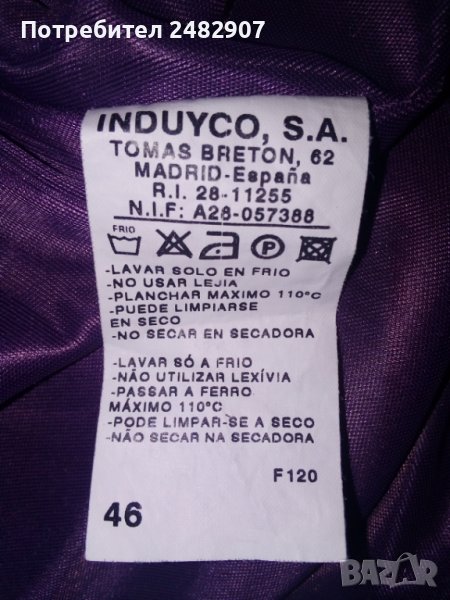 Потребител 2482907
INDUYCO, S.A.
TOMAS BRETON, 62
MADRID-España
R.I. 28-11255
N.I.F: A28-057388
FRIO
P
-LAVAR SOLO EN FRIO
-NO USAR LEJIA
-PLANCHAR MAXIMO 110°C
-PUEDE LIMPIARSE
EN SECO
-NO SECAR EN SECADORA
-LAVAR SÓ A FRIO
-NÃO UTILIZAR LEXÍVIA
-PASSAR A FERRO
MÁXIMO 110°C
-PODE LIMPAR-SE A SECO
-NÃO SECAR NA SECADORA
F120
46
BAZAR